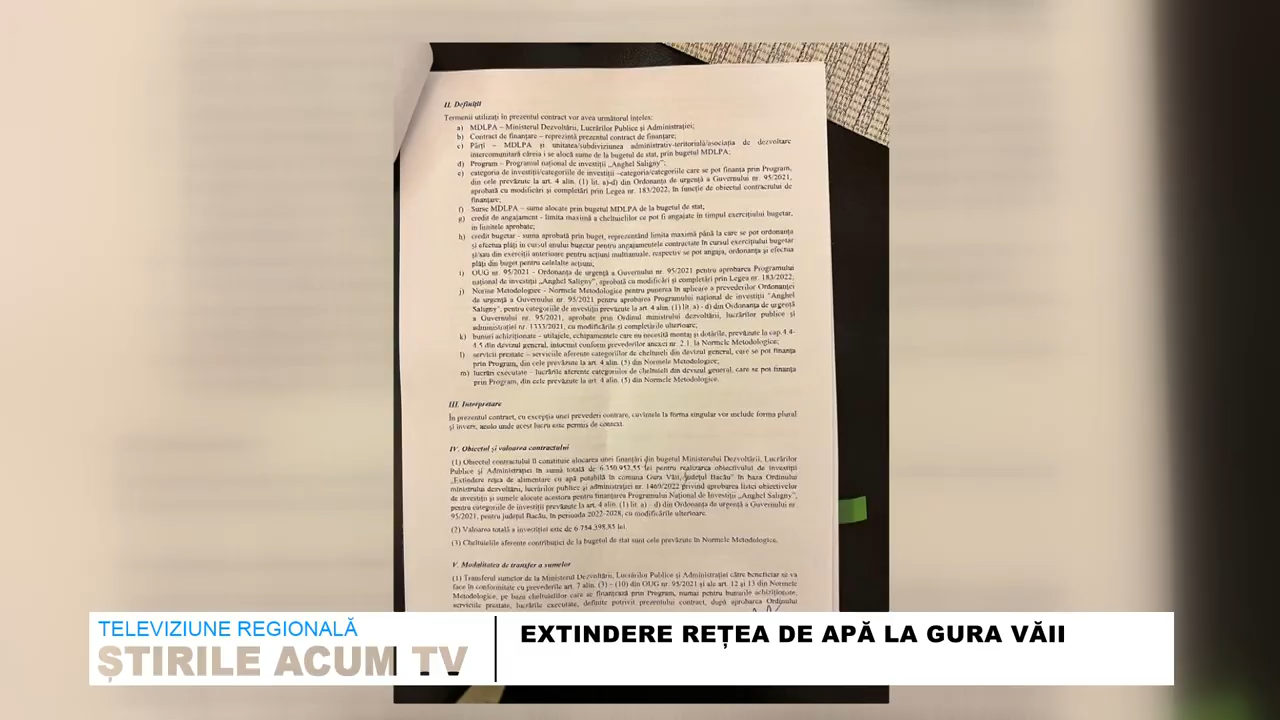 II. Definiții
Termenii utilizați în prezentul contract vor avea următorul înțeles:
a) MDLPA – Ministerul Dezvoltării, Lucrărilor Publice și Administrației;
b) Contract de finanțare – reprezintă prezentul contract de finanțare;
c) Părți – MDLPA și unitatea/subdiviziunea administrativ-teritorială/asociația de dezvoltare
intercomunitară căreia i se alocă sume de la bugetul de stat, prin bugetul MDLPA;
d) Program – Programul național de investiții „Anghel Saligny”;
e) categoria de investiții/categoriile de investiții –categoria/categoriile care se pot finanța prin Program,
din cele prevăzute la art. 4 alin. (1) lit. a)-d) din Ordonanța de urgență a Guvernului nr. 95/2021,
aprobată cu modificări și completări prin Legea nr. 183/2022, în funcție de obiectul contractului de
finanțare;
f) Surse MDLPA – sume alocate prin bugetul MDLPA de la bugetul de stat;
g) credit de angajament - limita maximă a cheltuielilor ce pot fi angajate în timpul exercițiului bugetar,
în limitele aprobate;
h) credit bugetar - suma aprobată prin buget, reprezentând limita maximă până la care se pot ordonanța
și efectua plăți în cursul anului bugetar pentru angajamentele contractate în cursul exercițiului bugetar
și/sau din exerciții anterioare pentru acțiuni multianuale, respectiv se pot angaja, ordonanța și efectua
plăți din buget pentru celelalte acțiuni;
i) OUG nr. 95/2021 - Ordonanța de urgență a Guvernului nr. 95/2021 pentru aprobarea Programului
național de investiții „Anghel Saligny”, aprobată cu modificări și completări prin Legea nr. 183/2022,
j) Norme Metodologice - Normele Metodologice pentru punerea în aplicare a prevederilor Ordonanței
de urgență a Guvernului nr. 95/2021 pentru aprobarea Programului național de investiții "Anghel
Saligny", pentru categoriile de investiții prevăzute la art. 4 alin. (1) lit. a) - d) din Ordonanța de urgență
a Guvernului nr. 95/2021, aprobate prin Ordinul ministrului dezvoltării, lucrărilor publice și
administrației nr. 1333/2021, cu modificările și completările ulterioare;
k) bunuri achiziționate – utilajele, echipamentele care nu necesită montaj și dotările, prevăzute la cap.4.4-
4.5 din devizul general, întocmit conform prevederilor anexei nr. 2.1. la Normele Metodologice;
l) servicii prestate – serviciile aferente categoriilor de cheltuieli din devizul general, care se pot finanța
prin Program, din cele prevăzute la art. 4 alin. (5) din Normele Metodologice;
m) lucrări executate – lucrările aferente categoriilor de cheltuieli din devizul general, care se pot finanța
prin Program, din cele prevăzute la art. 4 alin. (5) din Normele Metodologice.
III. Interpretare
În prezentul contract, cu excepția unei prevederi contrare, cuvintele la forma singular vor include forma plural
și invers, acolo unde acest lucru este permis de context.
IV. Obiectul și valoarea contractului
(1) Obiectul contractului îl constituie alocarea unei finanțări din bugetul Ministerului Dezvoltării, Lucrărilor
Publice și Administrației în sumă totală de 6.350.952,55 lei pentru realizarea obiectivului de investiții
„Extindere rețea de alimentare cu apă potabilă în comuna Gura Văii, județul Bacău” în baza Ordinului
ministrului dezvoltării, lucrărilor publice și administrației nr. 1469/2022 privind aprobarea listei obiectivelor
de investiții și sumele alocate acestora pentru finanțarea Programului Național de Investiții „Anghel Saligny”,
pentru categoriile de investiții prevăzute la art. 4 alin. (1) lit. a) – d) din Ordonanța de urgență a Guvernului nr.
95/2021, pentru județul Bacău, în perioada 2022-2028, cu modificările ulterioare.
(2) Valoarea totală a investiției este de 6.754.398,85 lei.
(3) Cheltuielile aferente contribuției de la bugetul de stat sunt cele prevăzute în Normele Metodologice.
V. Modalitatea de transfer a sumelor
(1) Transferul sumelor de la Ministerul Dezvoltării, Lucrărilor Publice și Administrației către beneficiar se va
face în conformitate cu prevederile art. 7 alin. (3) – (10) din OUG nr. 95/2021 și ale art. 12 și 13 din Normele
Metodologice, pe baza cheltuielilor care se finanțează prin Program, numai pentru bunurile achiziționate,
serviciile prestate, lucrările executate, definite potrivit prezentului contract, după aprobarea Ordinului
TELEVIZIUNE REGIONALĂ
ȘTIRILE ACUM TV
EXTINDERE REȚEA DE APĂ LA GURA VĂII